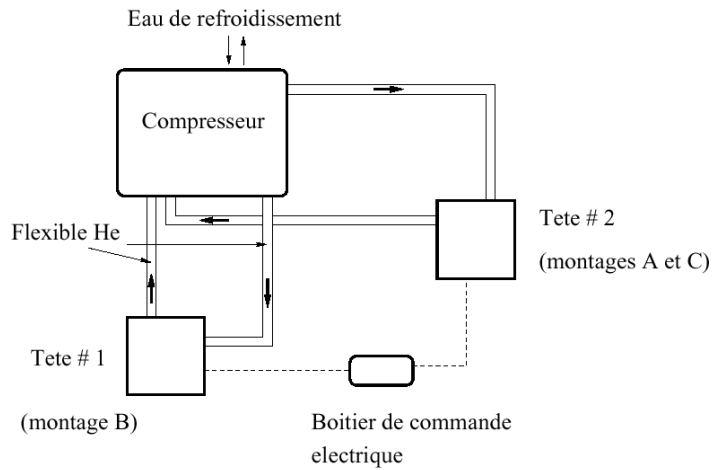 Eau de refroidissement
Compresseur
Flexible He
Tete # 2
(montages A et C)
Tete # 1
(montage B)
Boitier de commande
electrique